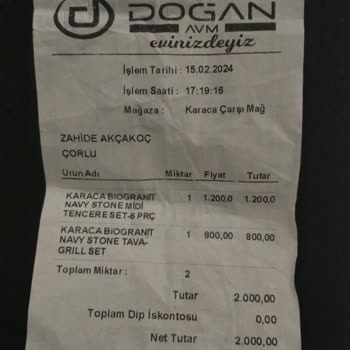 d DOĞAN
AVM
evinizdeyiz
İşlem Tarihi : 15.02.2024
İşlem Saati : 17:19:16
Mağaza : Karaca Çarşı Mağ
ZAHİDE AKÇAKOÇ
ÇORLU
Ürün Adı Miktar Fiyat Tutar
KARACA BIOGRANIT 1 1.200,0 1.200,0
NAVY STONE MİDİ
TENCERE SET-6 PRÇ
KARACA BIOGRANIT 1 800,00 800,00
NAVY STONE TAVA-
GRILL SET
Toplam Miktar : 2
Tutar 2.000,00
Toplam Dip İskontosu 0,00
Net Tutar 2.000,00